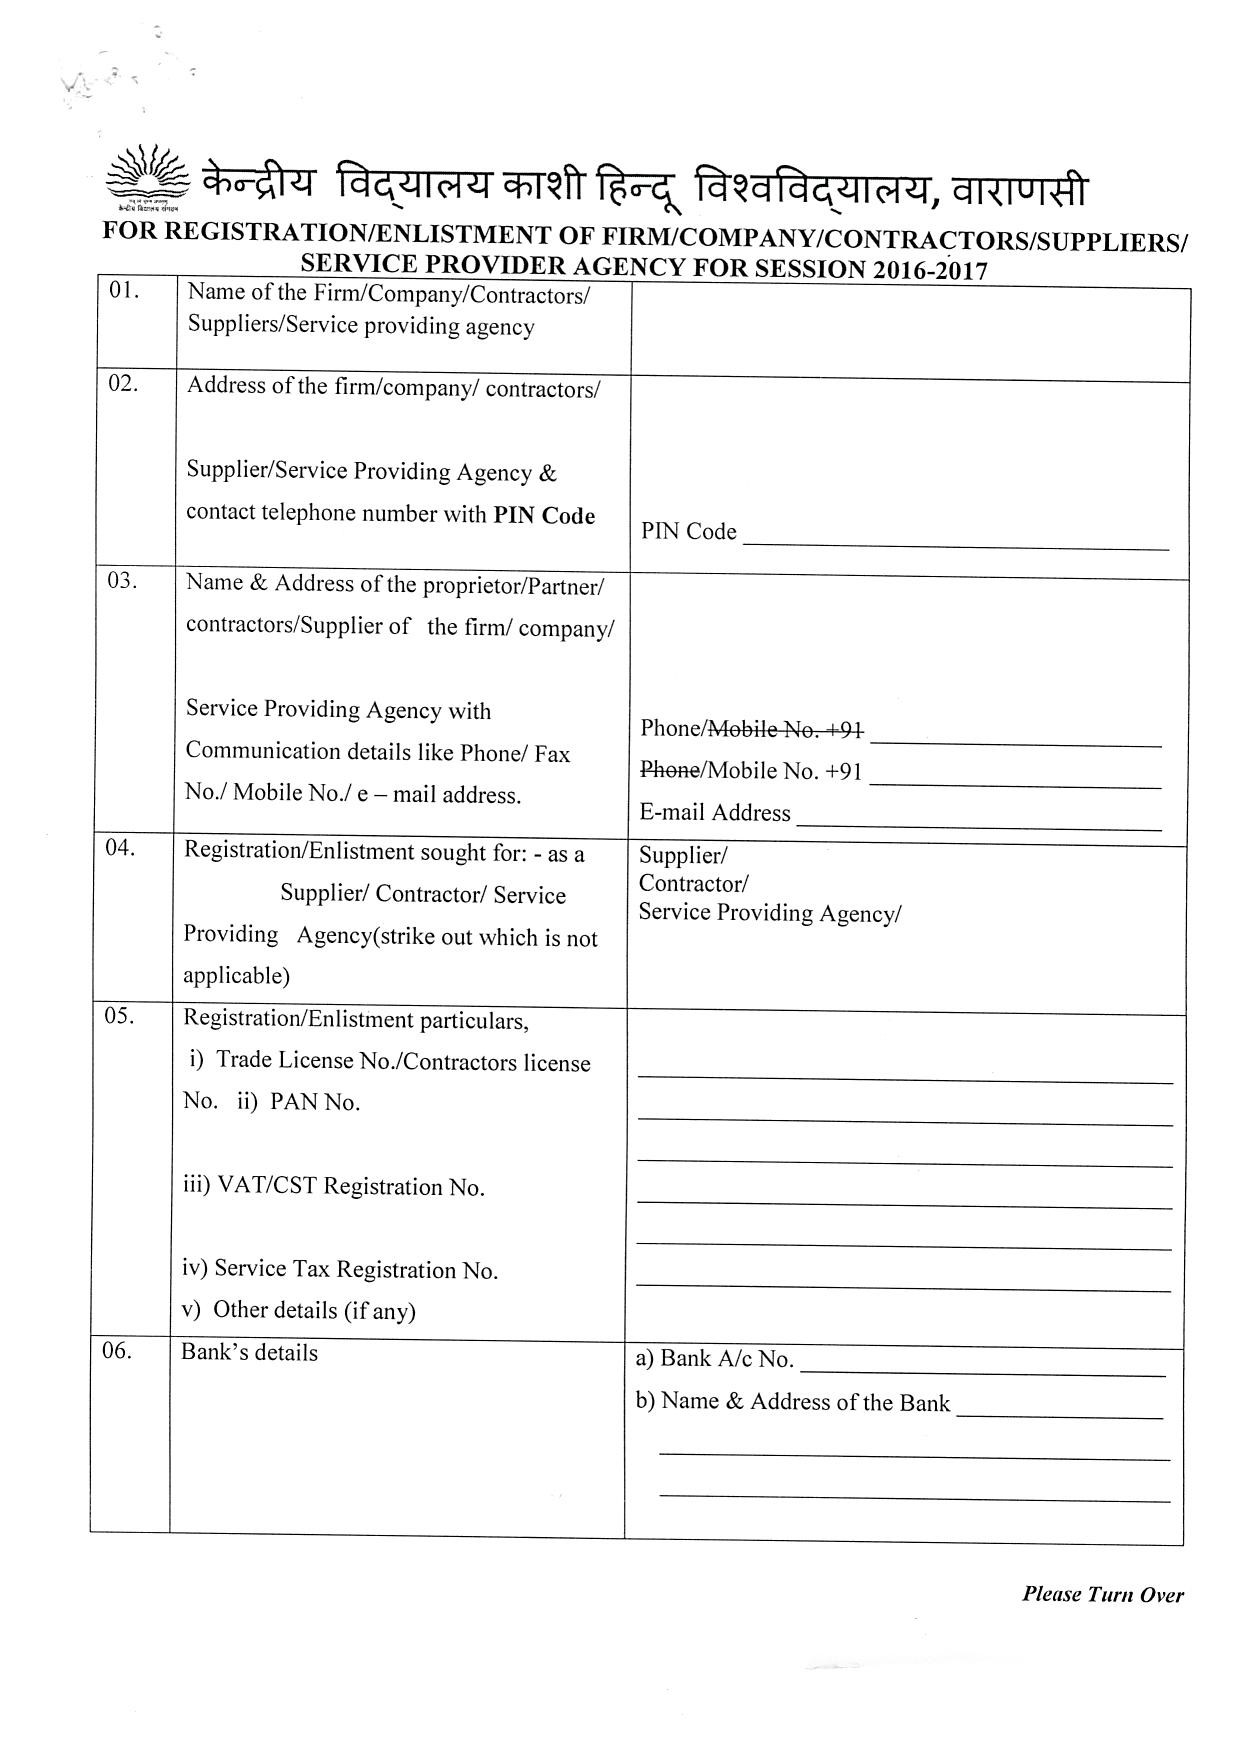 केन्द्रीय विद्यालय काशी हिन्दू विश्वविद्यालय, वाराणसी
केन्द्रीय विद्यालय संगठन
FOR REGISTRATION/ENLISTMENT OF FIRM/COMPANY/CONTRACTORS/SUPPLIERS/
SERVICE PROVIDER AGENCY FOR SESSION 2016-2017
01.
Name of the Firm/Company/Contractors/
Suppliers/Service providing agency
02.
Address of the firm/company/ contractors/
Supplier/Service Providing Agency &
contact telephone number with PIN Code
PIN Code
03.
Name & Address of the proprietor/Partner/
contractors/Supplier of the firm/ company/
Service Providing Agency with
Communication details like Phone/ Fax
No./ Mobile No./ e – mail address.
Phone/Mobile No. +91
Phone/Mobile No. +91
E-mail Address
04.
Registration/Enlistment sought for: - as a
Supplier/ Contractor/ Service
Providing Agency(strike out which is not
applicable)
Supplier/
Contractor/
Service Providing Agency/
05.
Registration/Enlistment particulars,
i) Trade License No./Contractors license
No. ii) PAN No.
iii) VAT/CST Registration No.
iv) Service Tax Registration No.
v) Other details (if any)
06.
Bank's details
a) Bank A/c No.
b) Name & Address of the Bank
Please Turn Over